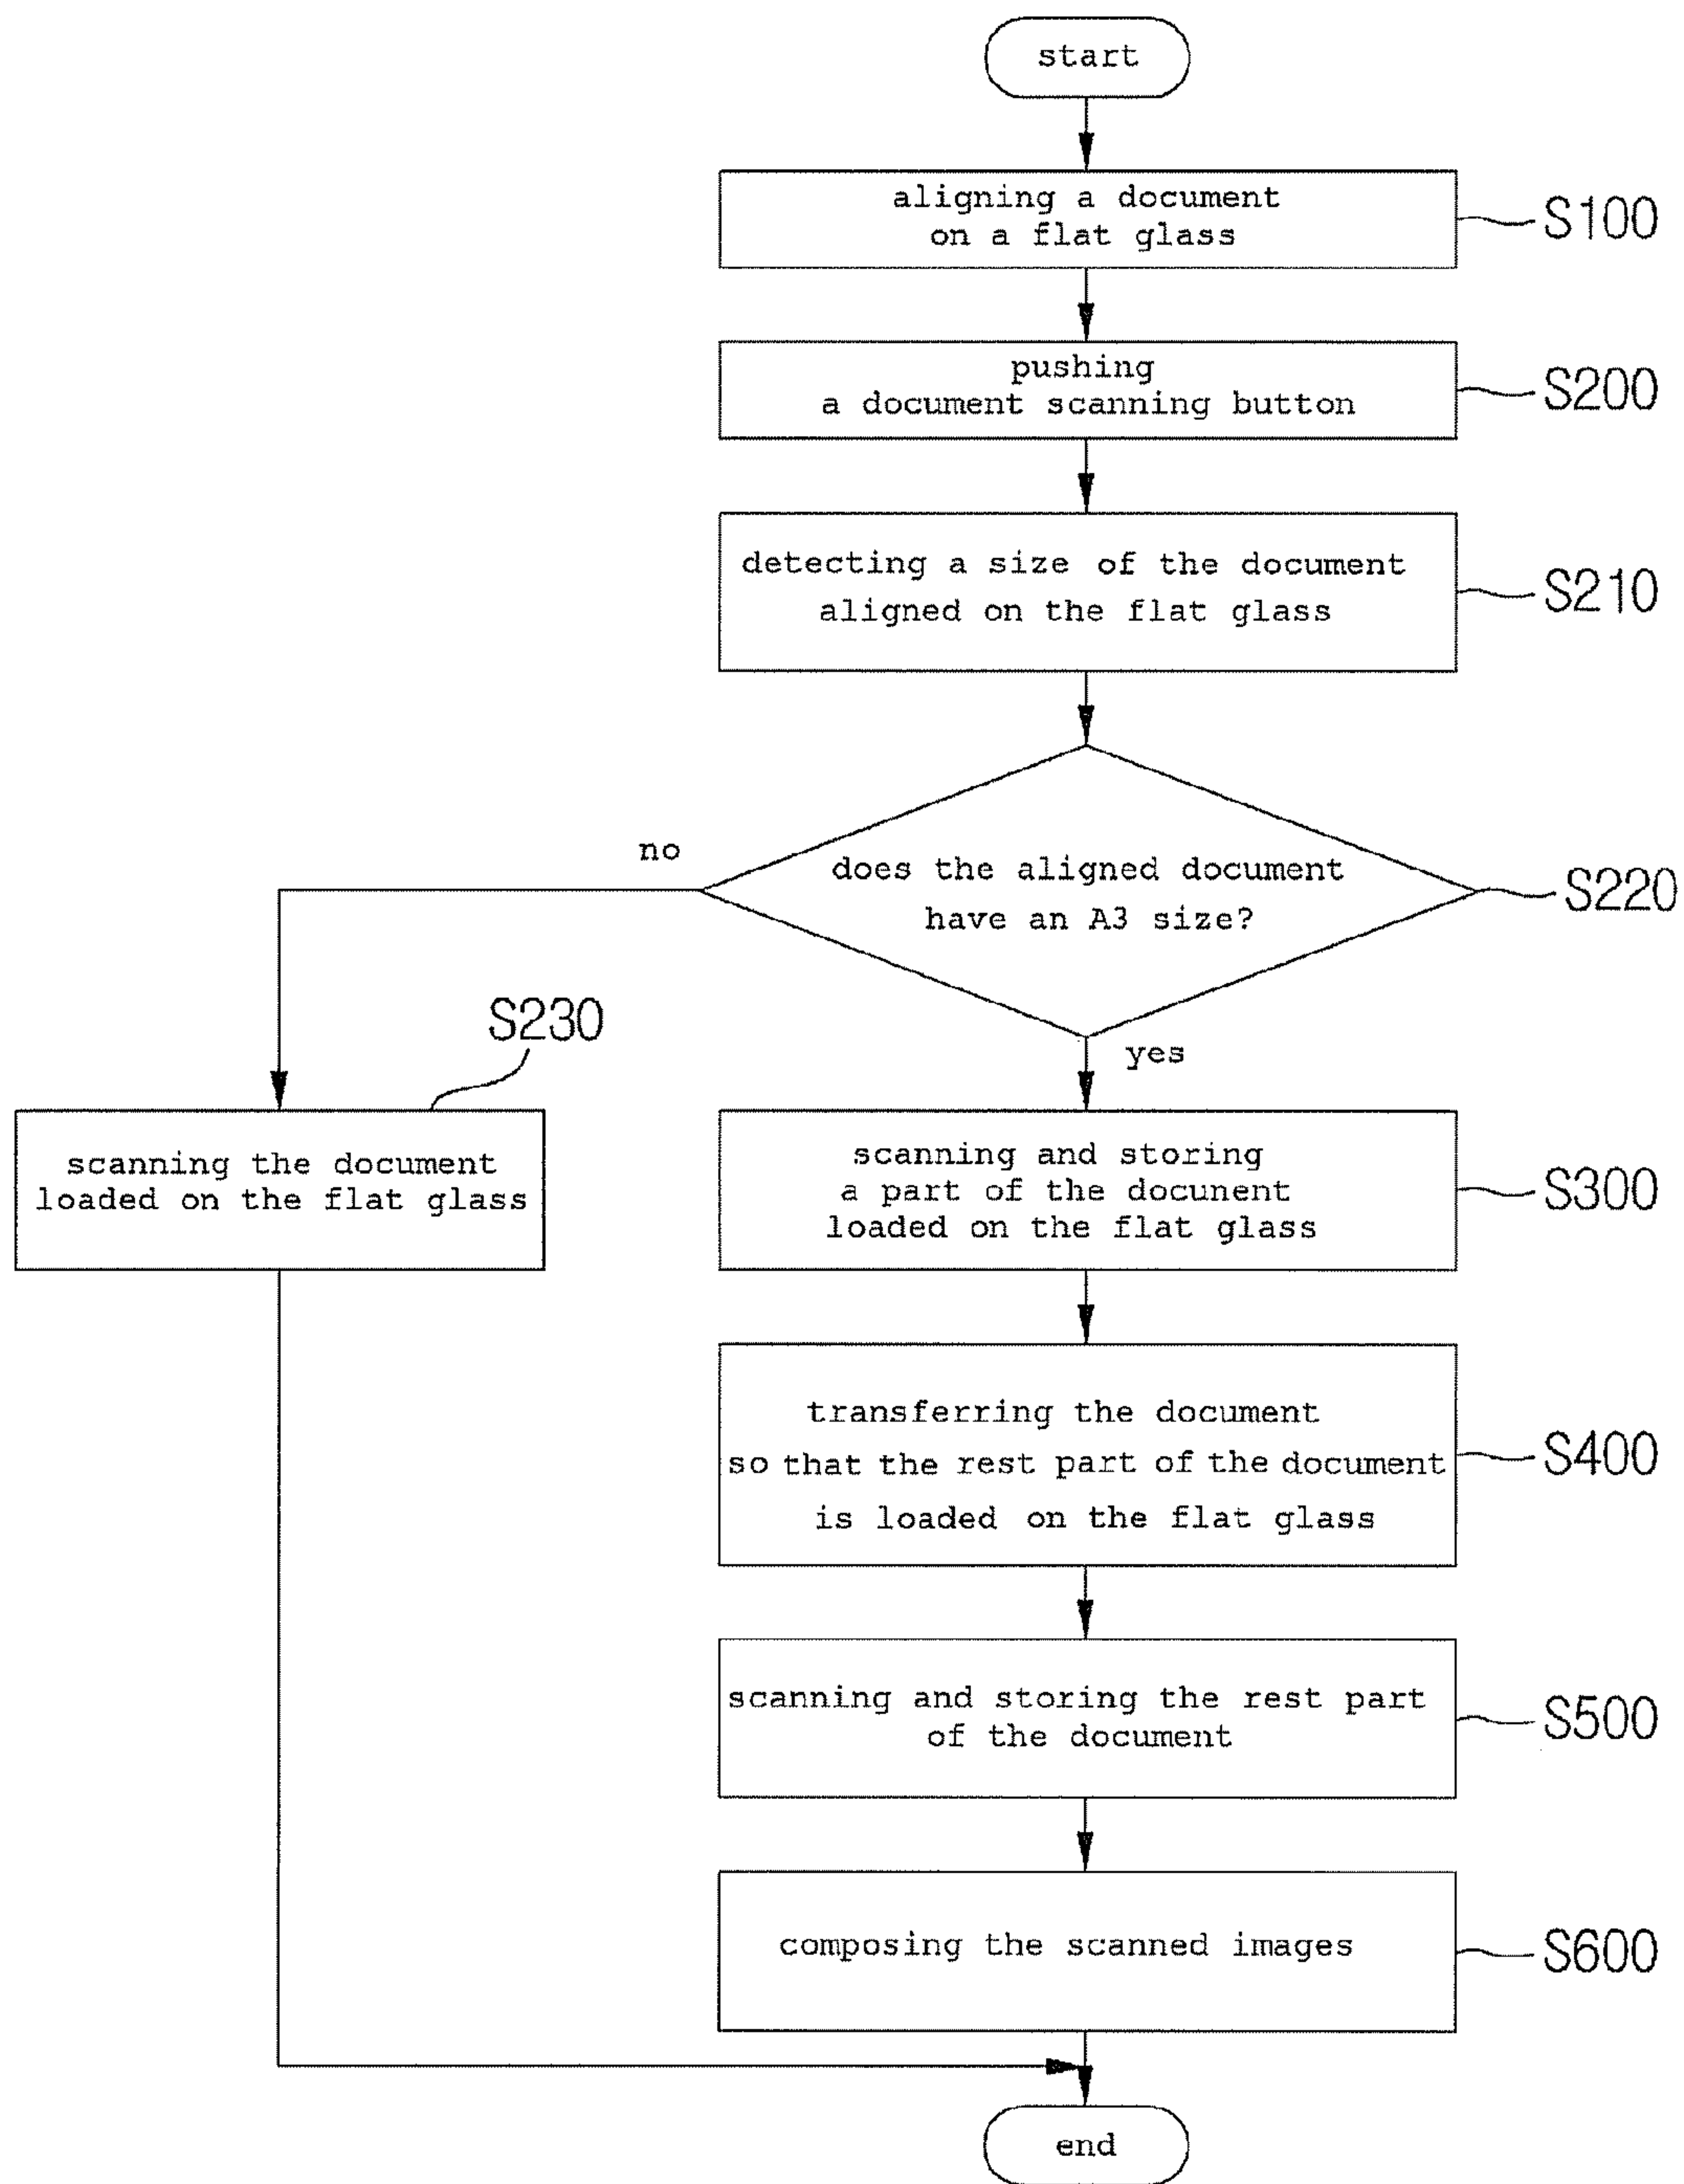 start
aligning a document
on a flat glass
S100
pushing
a document scanning button
S200
detecting a size of the document
aligned on the flat glass
S210
does the aligned document
have an A3 size?
S220
no
yes
S230
scanning the document
loaded on the flat glass
scanning and storing
a part of the docunent
loaded on the flat glass
S300
transferring the document
so that the rest part of the document
is loaded on the flat glass
S400
scanning and storing the rest part
of the document
S500
composing the scanned images
S600
end